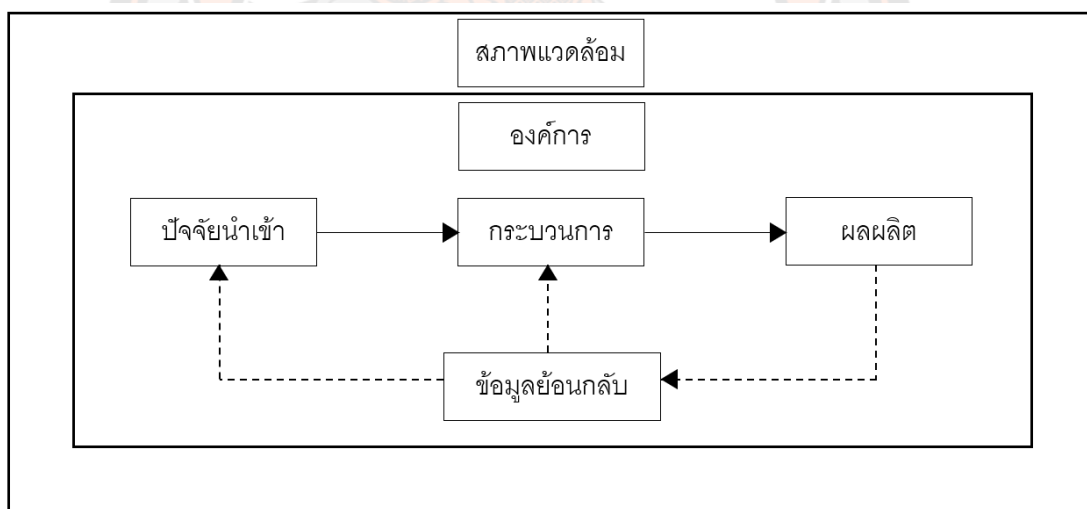 สภาพแวดล้อม
องค์การ
ปัจจัยนำเข้า
กระบวนการ
ผลผลิต
ข้อมูลย้อนกลับ